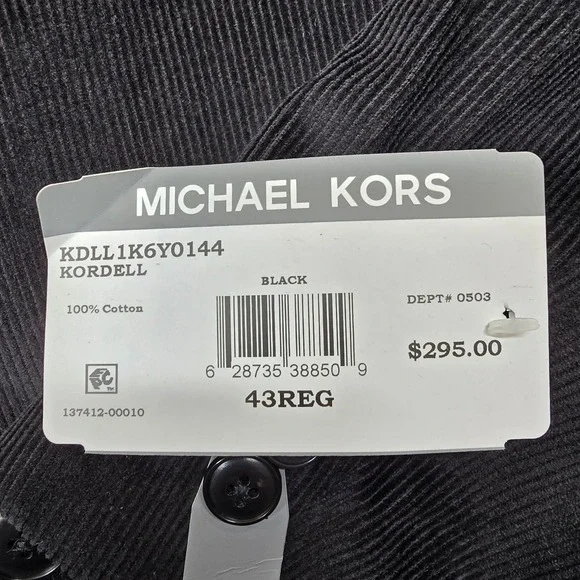 MICHAEL KORS
KDLL1K6Y0144
KORDELL
BLACK
100% Cotton
DEPT# 0503
6 28735 38850 9
$295.00
43REG
137412-00010